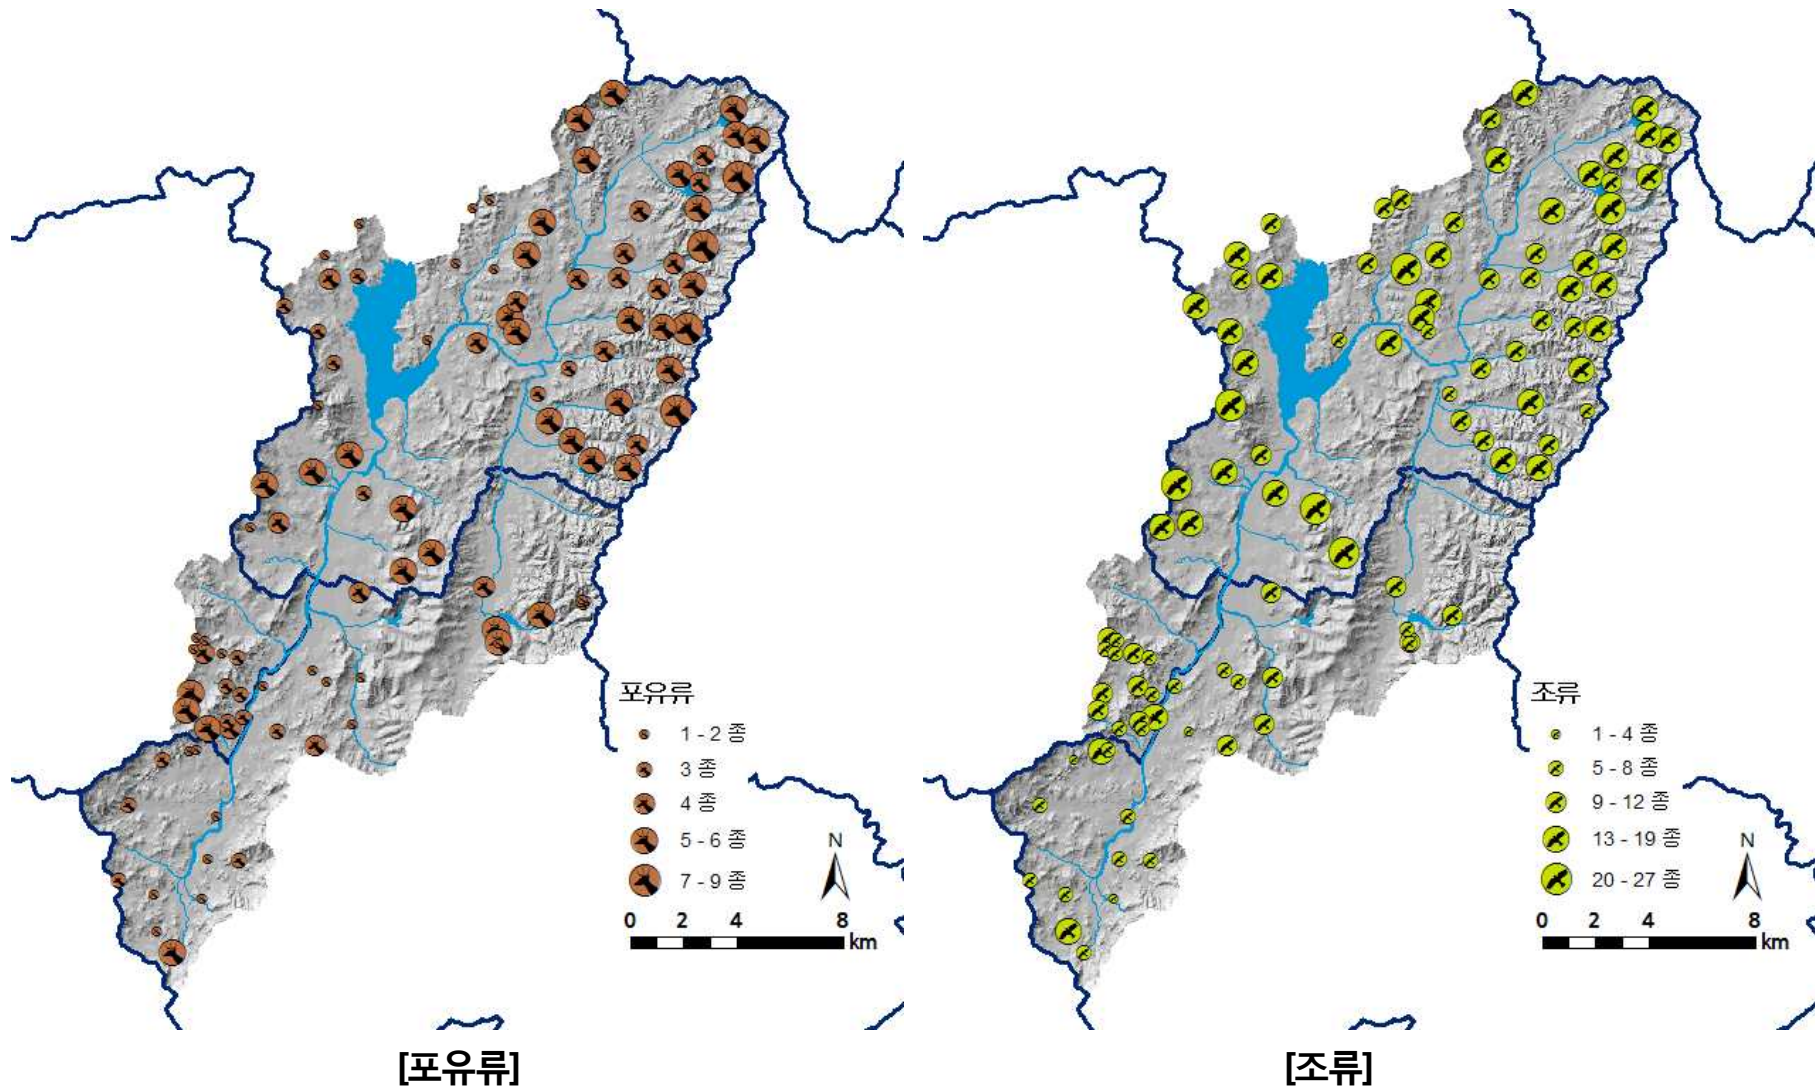 포유류
1 - 2 종
3 종
4 종
5 - 6 종
7 - 9 종
N
0 2 4 8 km
조류
1 - 4 종
5 - 8 종
9 - 12 종
13 - 19 종
20 - 27 종
N
0 2 4 8 km
[포유류]
[조류]